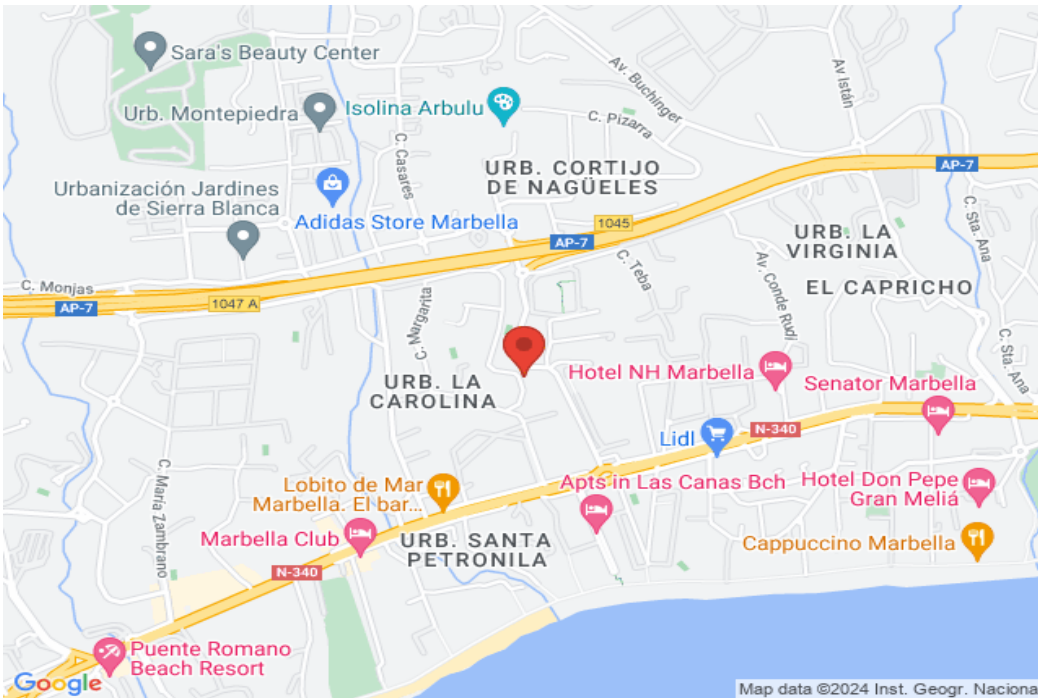 Sara's Beauty Center
Av. Buchinger
Av Istán
Urb. Montepiedra
Isolina Arbulu
C. Pizarra
C. Casares
URB. CORTIJO
DE NAGÜELES
AP-7
Urbanización Jardines
de Sierra Blanca
Adidas Store Marbella
C. Sta. Ana
1045
AP-7
URB. LA
VIRGINIA
C. Teba
Av. Conde Rudi
EL CAPRICHO
C. Monjas
AP-7
1047 A
C. Margarita
C. Sta. Ana
Hotel NH Marbella
URB. LA
CAROLINA
Senator Marbella
Lidl
N-340
C. María Zambrano
Lobito de Mar
Marbella. El bar...
Apts in Las Canas Bch
Hotel Don Pepe
Gran Meliá
Marbella Club
URB. SANTA
PETRONILA
Cappuccino Marbella
N-340
Puente Romano
Beach Resort
Google
Map data ©2024 Inst. Geogr. Naciona